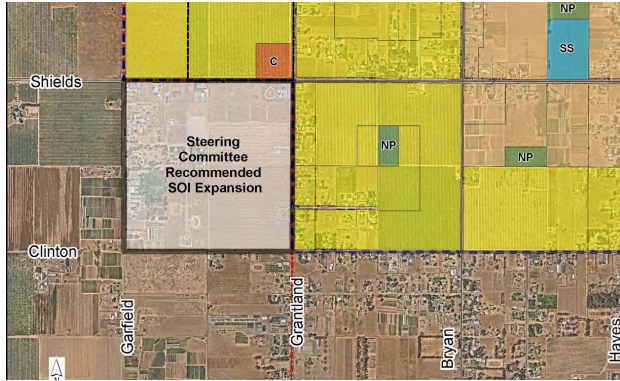 NP
SS
C
Shields
Steering
Committee
Recommended
SOI Expansion
NP
NP
Clinton
Garfield
Grantland
Bryan
Hayes